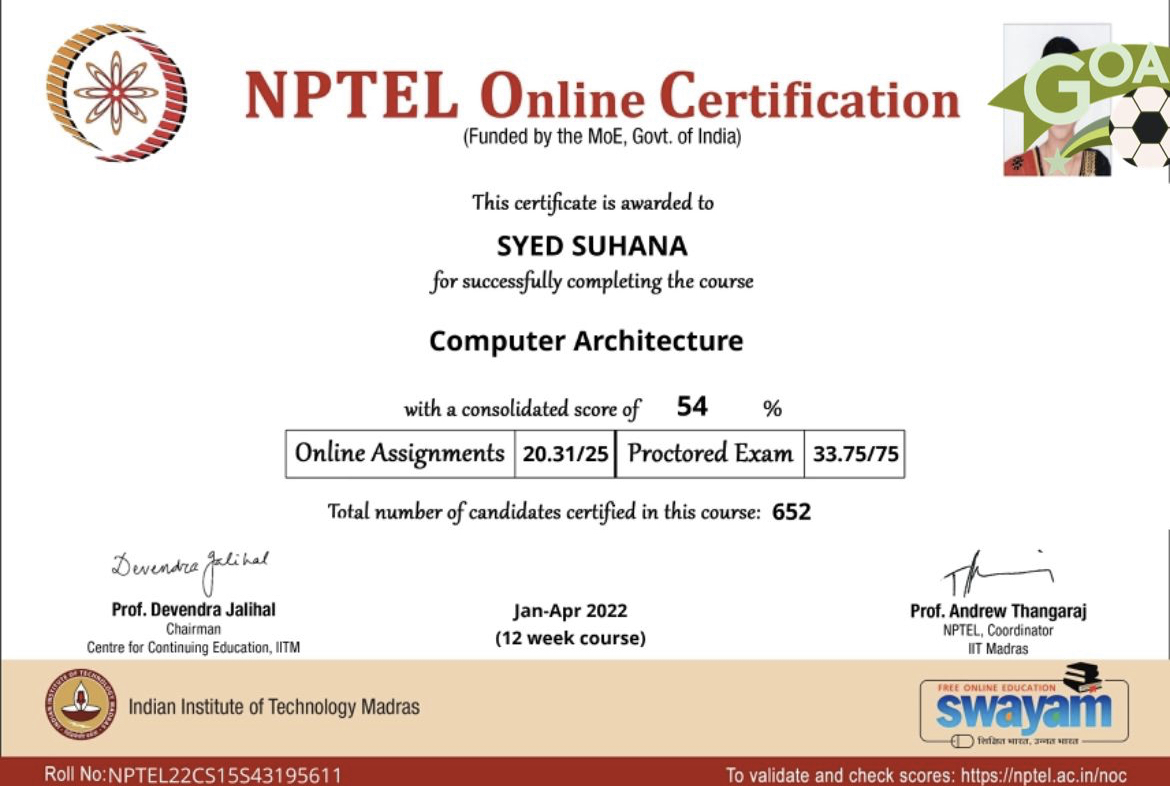 NPTEL Online Certification
(Funded by the MoE, Govt. of India)
GOA
This certificate is awarded to
SYED SUHANA
for successfully completing the course
Computer Architecture
with a consolidated score of 54 %
Online Assignments 20.31/25 Proctored Exam 33.75/75
Total number of candidates certified in this course: 652
Devendra Jalihal
Prof. Devendra Jalihal
Chairman
Centre for Continuing Education, IITM
Jan-Apr 2022
(12 week course)
Prof. Andrew Thangaraj
NPTEL, Coordinator
IIT Madras
Indian Institute of Technology Madras
FREE ONLINE EDUCATION
swayam
शिक्षित भारत, उन्नत भारत
Roll No:NPTEL22CS15S43195611
To validate and check scores: https://nptel.ac.in/noc